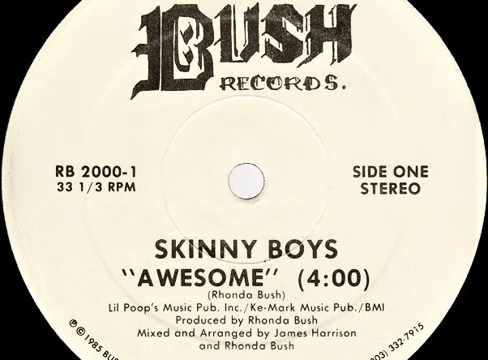 BUSH
RECORDS.
RB 2000-1
33 1/3 RPM
SIDE ONE
STEREO
SKINNY BOYS
"AWESOME" (4:00)
(Rhonda Bush)
Lil Poop's Music Pub. Inc./Ke-Mark Music Pub./BMI
Produced by Rhonda Bush
Mixed and Arranged by James Harrison
and Rhonda Bush
℗©1985 BUS
03) 332-7915